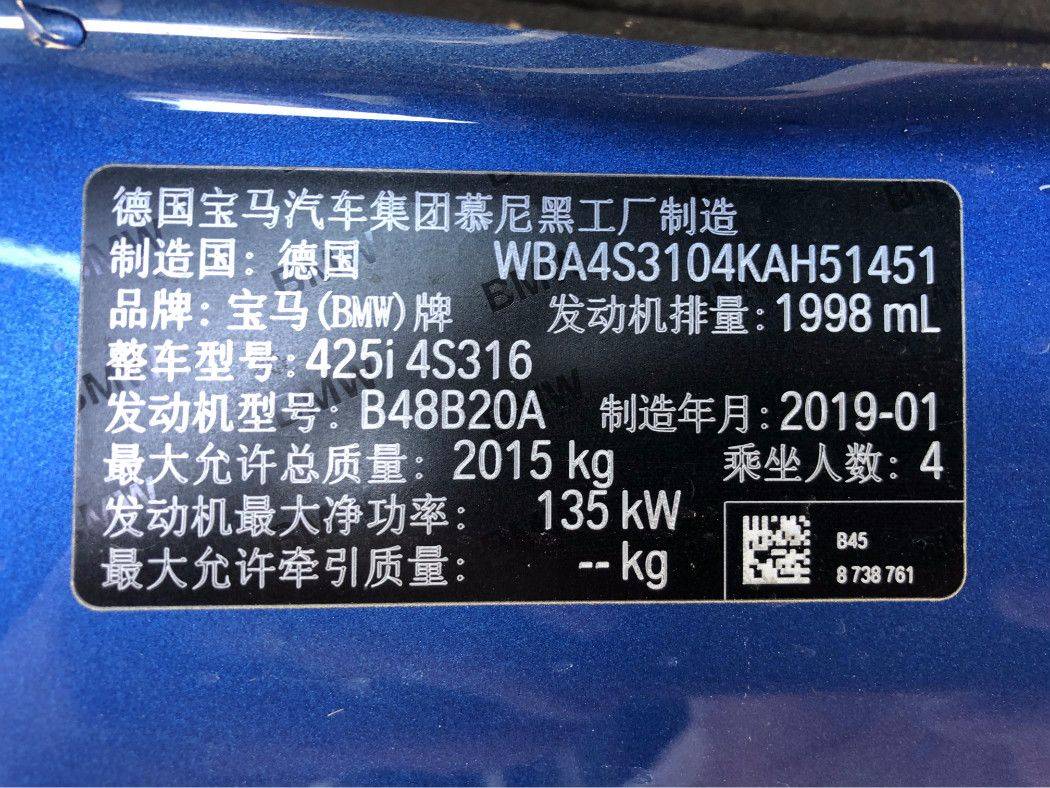 德国宝马汽车集团慕尼黑工厂制造
制造国：德国 WBA4S3104KAH51451
品牌：宝马(BMW)牌 发动机排量：1998 mL
整车型号：425i 4S316
发动机型号：B48B20A 制造年月：2019-01
最大允许总质量：2015 kg 乘坐人数：4
发动机最大净功率：135 kW
最大允许牵引质量：-- kg
B45
8 738 761